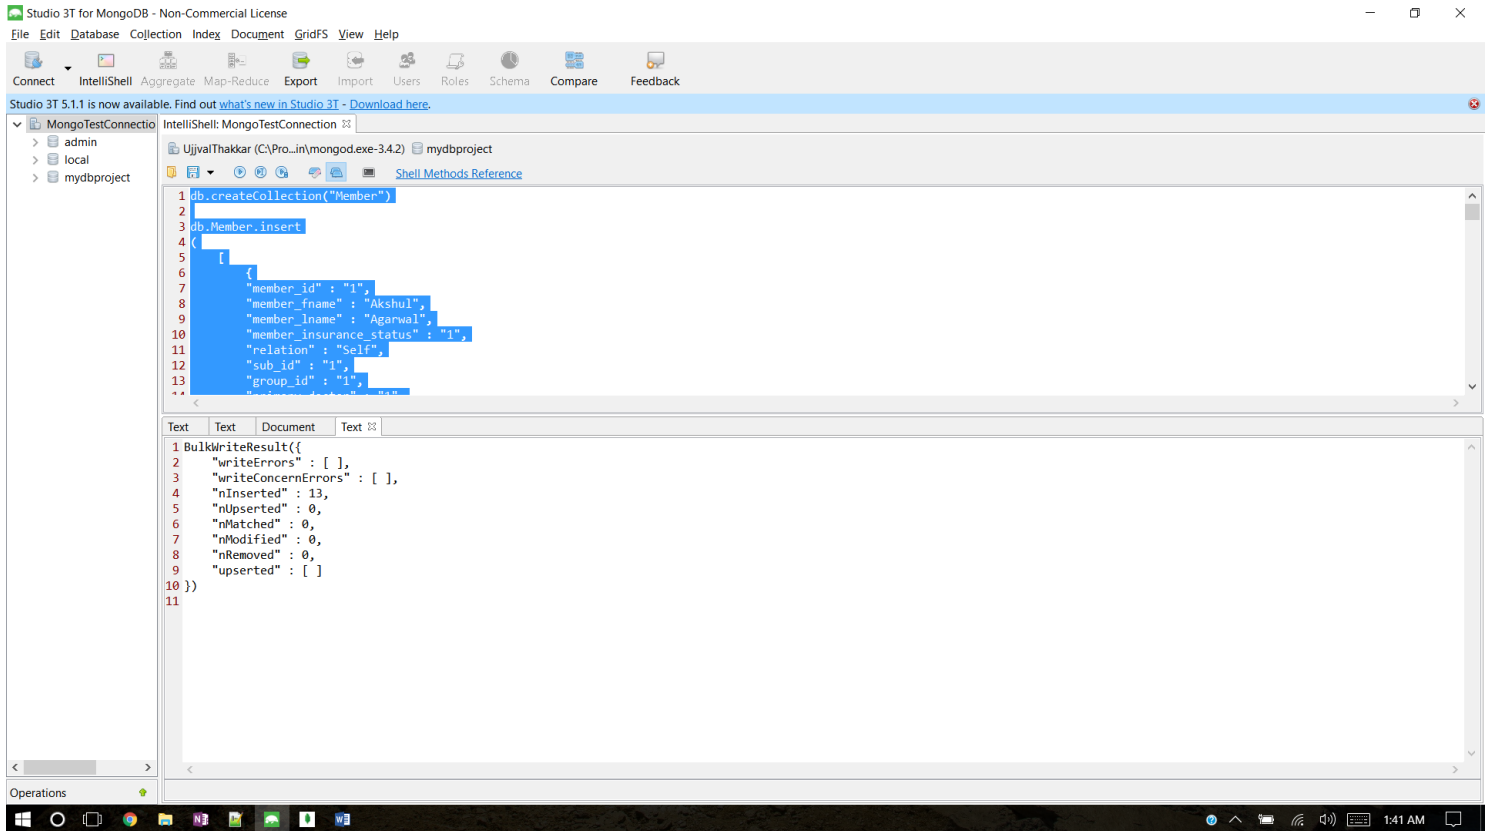 Studio 3T for MongoDB - Non-Commercial License
File Edit Database Collection Index Document GridFS View Help
Connect IntelliShell Aggregate Map-Reduce Export Import Users Roles Schema Compare Feedback
Studio 3T 5.1.1 is now available. Find out what's new in Studio 3T - Download here.
MongoTestConnectio
admin
local
mydbproject
IntelliShell: MongoTestConnection
UjjvalThakkar (C:\Pro...in\mongod.exe-3.4.2) mydbproject
Shell Methods Reference
1 db.createCollection("Member")
2
3 db.Member.insert
4 (
5 [
6 {
7 "member_id" : "1",
8 "member_fname" : "Akshul",
9 "member_lname" : "Agarwal",
10 "member_insurance_status" : "1",
11 "relation" : "Self",
12 "sub_id" : "1",
13 "group_id" : "1",
14 "primary_doctor" : "1",
Text Text Document Text
1 BulkWriteResult({
2 "writeErrors" : [ ],
3 "writeConcernErrors" : [ ],
4 "nInserted" : 13,
5 "nUpserted" : 0,
6 "nMatched" : 0,
7 "nModified" : 0,
8 "nRemoved" : 0,
9 "upserted" : [ ]
10 })
11
Operations
1:41 AM